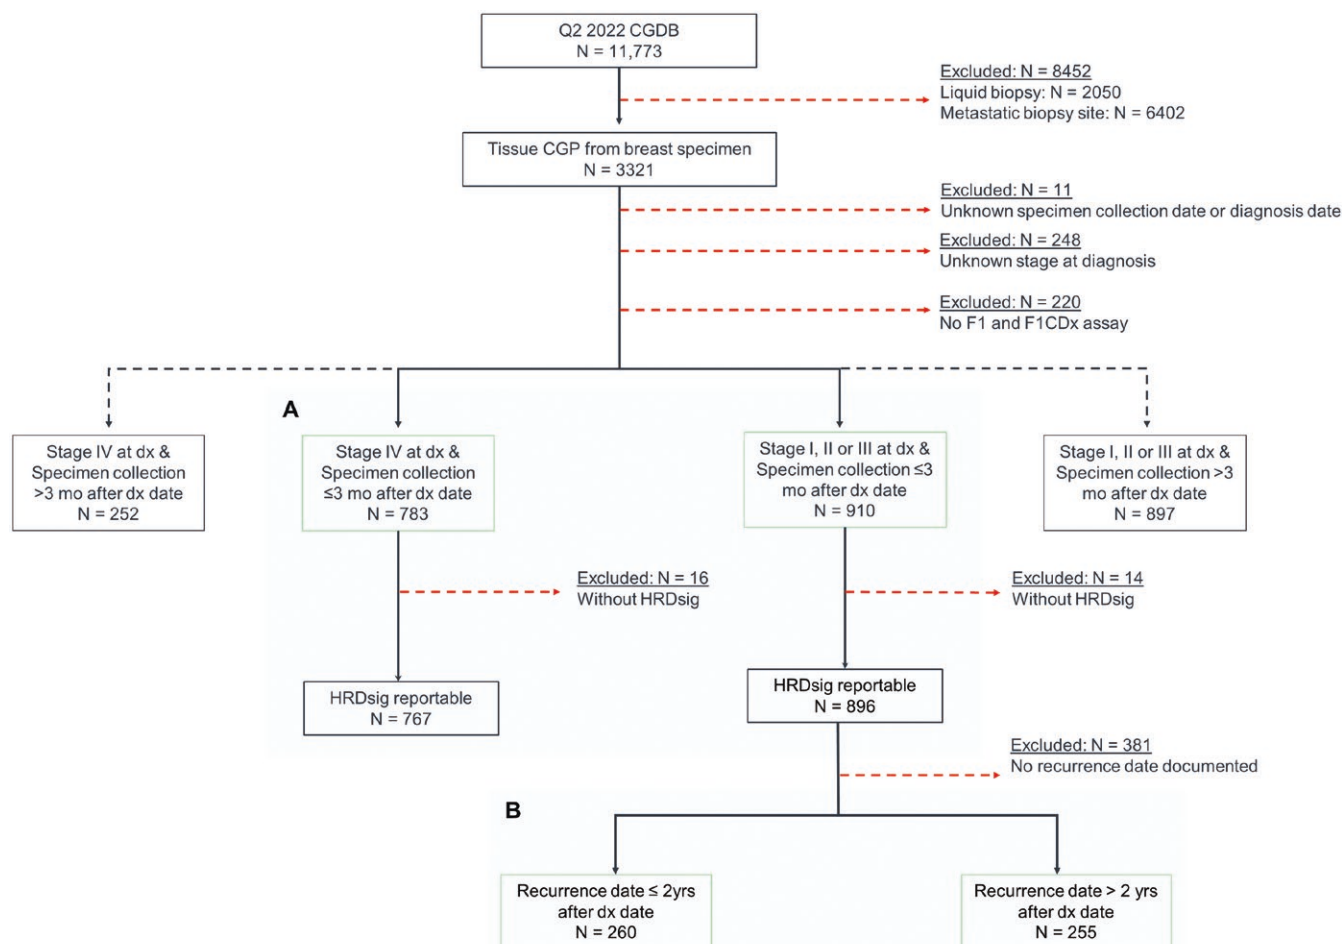 Q2 2022 CGDB
N = 11,773
Excluded: N = 8452
Liquid biopsy: N = 2050
Metastatic biopsy site: N = 6402
Tissue CGP from breast specimen
N = 3321
Excluded: N = 11
Unknown specimen collection date or diagnosis date
Excluded: N = 248
Unknown stage at diagnosis
Excluded: N = 220
No F1 and F1CDx assay
A
Stage IV at dx &
Specimen collection
>3 mo after dx date
N = 252
Stage IV at dx &
Specimen collection
≤3 mo after dx date
N = 783
Stage I, II or III at dx &
Specimen collection ≤3
mo after dx date
N = 910
Stage I, II or III at dx &
Specimen collection >3
mo after dx date
N = 897
Excluded: N = 16
Without HRDsig
Excluded: N = 14
Without HRDsig
HRDsig reportable
N = 767
HRDsig reportable
N = 896
Excluded: N = 381
No recurrence date documented
B
Recurrence date ≤ 2yrs
after dx date
N = 260
Recurrence date > 2 yrs
after dx date
N = 255